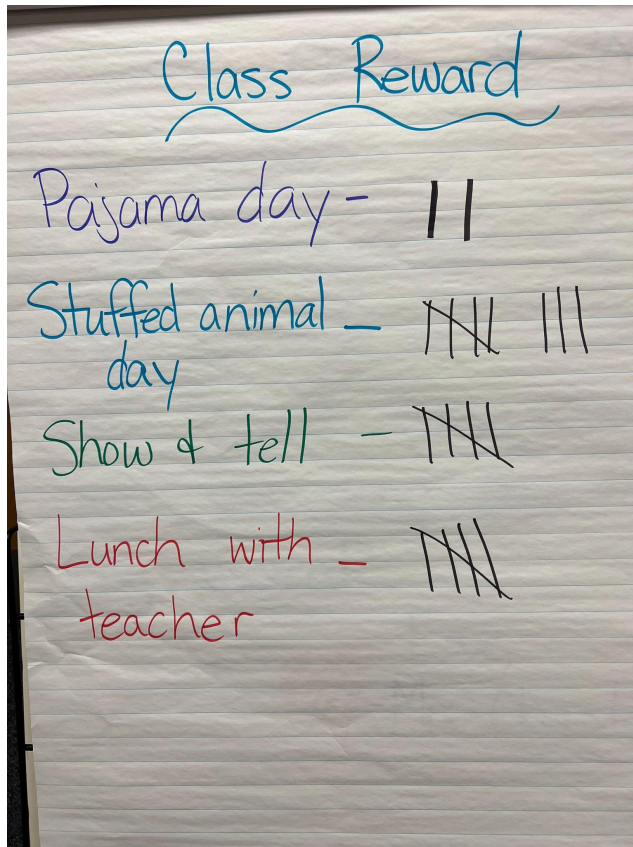 Class Reward
Pajama day -
Stuffed animal -
day
Show & tell -
Lunch with -
teacher